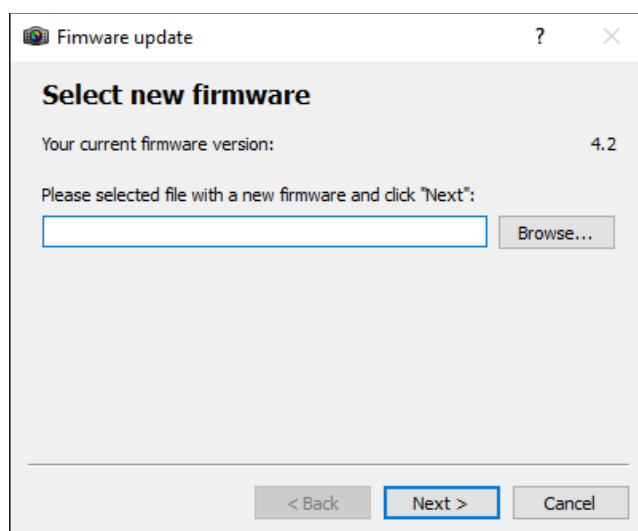 Fimware update
?
Select new firmware
Your current firmware version: 4.2
Please selected file with a new firmware and click "Next":
Browse...
< Back Next > Cancel